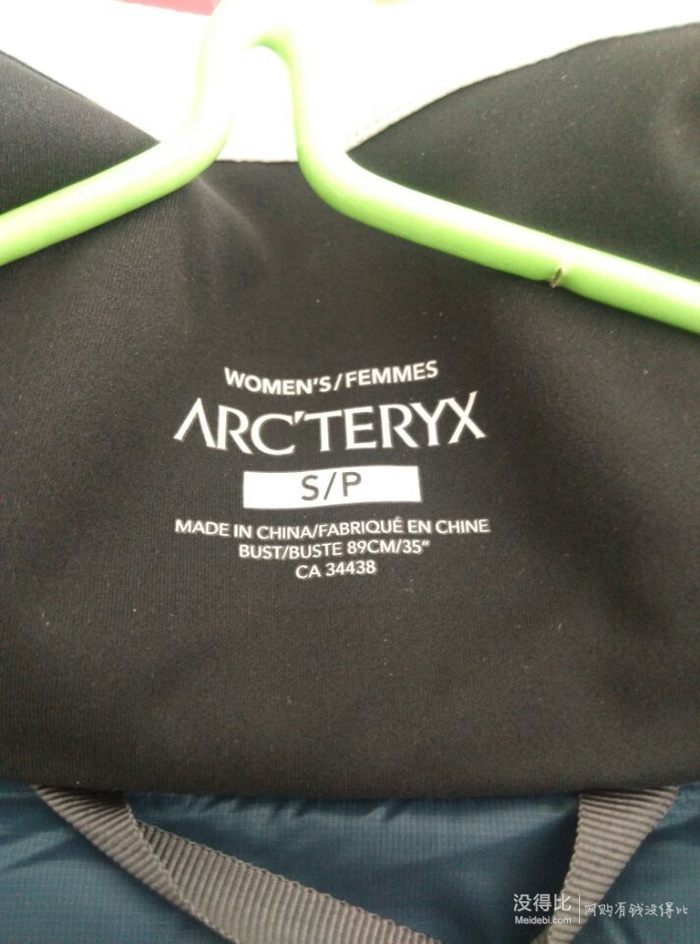 WOMEN'S/FEMMES
ARC'TERYX
S/P
MADE IN CHINA/FABRIQUÉ EN CHINE
BUST/BUSTE 89CM/35"
CA 34438
没得比 网购有钱没得比
Meidebi.com